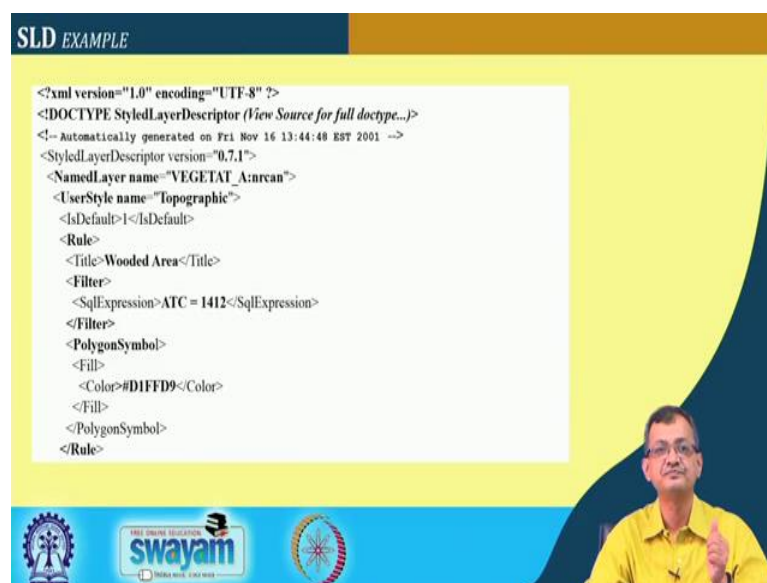 SLD EXAMPLE
<?xml version="1.0" encoding="UTF-8" ?>
<!DOCTYPE StyledLayerDescriptor (View Source for full doctype...)>
<!-- Automatically generated on Fri Nov 16 13:44:48 EST 2001 -->
<StyledLayerDescriptor version="0.7.1">
<NamedLayer name="VEGETAT_A:nrcan">
<UserStyle name="Topographic">
<IsDefault>1</IsDefault>
<Rule>
<Title>Wooded Area</Title>
<Filter>
<SqlExpression>ATC = 1412</SqlExpression>
</Filter>
<PolygonSymbol>
<Fill>
<Color>#D1FFD9</Color>
</Fill>
</PolygonSymbol>
</Rule>
FREE ONLINE EDUCATION
swayam